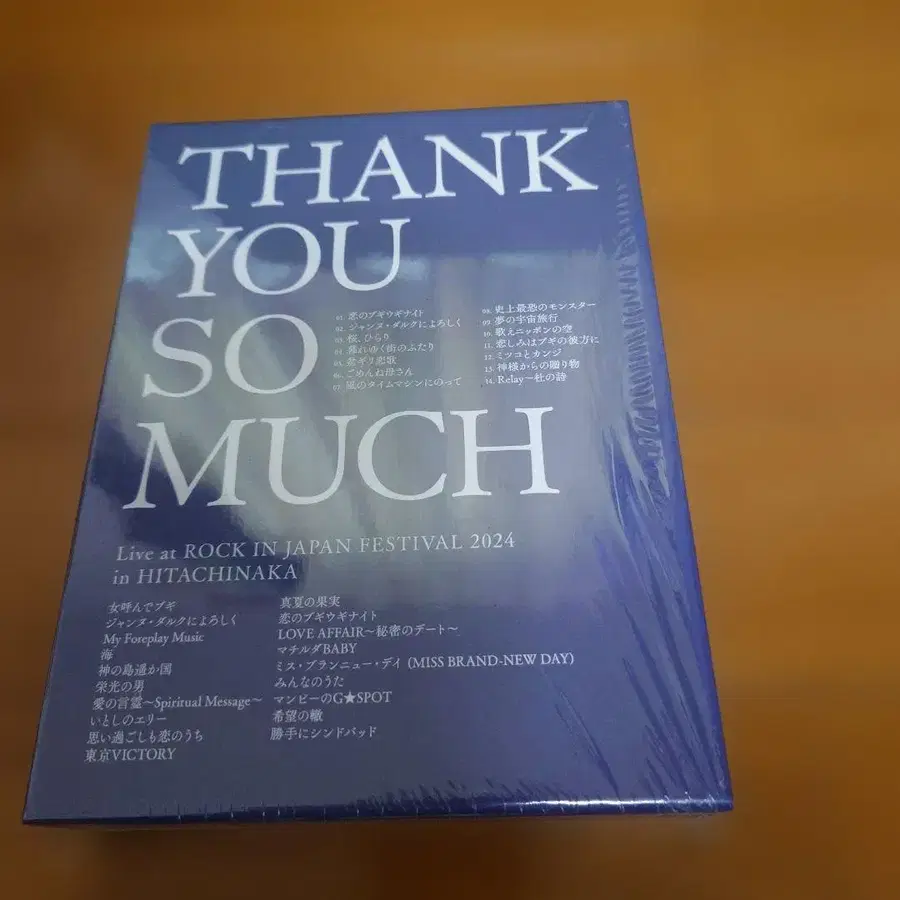 THANK
YOU
SO
MUCH
01. 恋のブギウギナイト
02. ジャンヌ・ダルクによろしく
03. 桜、ひらり
04. 暮れゆく街のふたり
05. 盆ギリ恋歌
06. ごめんね母さん
07. 風のタイムマシンにのって
08. 史上最恐のモンスター
09. 夢の宇宙旅行
10. 歌えニッポンの空
11. 悲しみはブギの彼方に
12. ミツコとカンジ
13. 神様からの贈り物
14. Relay～杜の詩
Live at ROCK IN JAPAN FESTIVAL 2024
in HITACHINAKA
女呼んでブギ
ジャンヌ・ダルクによろしく
My Foreplay Music
海
神の島遥か国
栄光の男
愛の言霊～Spiritual Message～
いとしのエリー
思い過ごしも恋のうち
東京VICTORY
真夏の果実
恋のブギウギナイト
LOVE AFFAIR～秘密のデート～
マチルダBABY
ミス・ブランニュー・デイ (MISS BRAND-NEW DAY)
みんなのうた
マンピーのG★SPOT
希望の轍
勝手にシンドバッド